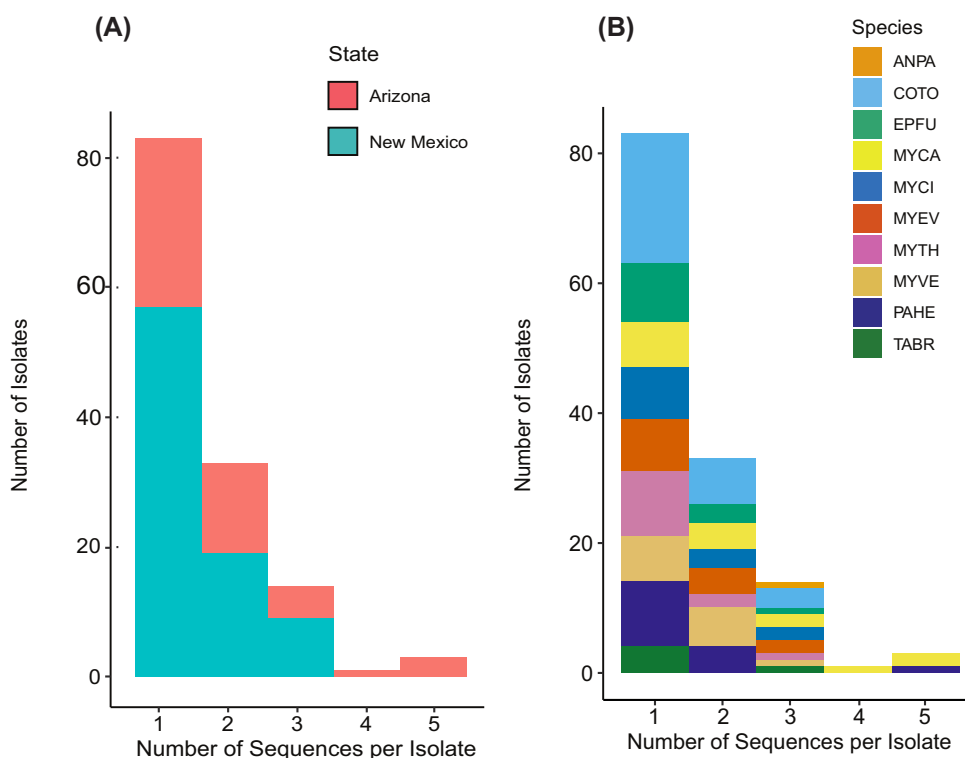 (A)
State
Arizona
New Mexico
Number of Isolates
80
60
40
20
0
1 2 3 4 5
Number of Sequences per Isolate
(B)
Species
ANPA
COTO
EPFU
MYCA
MYCI
MYEV
MYTH
MYVE
PAHE
TABR
Number of Isolates
80
60
40
20
0
1 2 3 4 5
Number of Sequences per Isolate